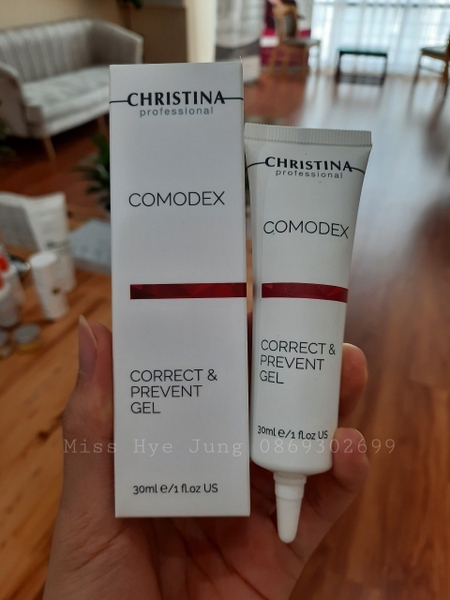 CHRISTINA
professional
COMODEX
CORRECT &
PREVENT
GEL
30ml e/1 fl.oz US
CHRISTINA
professional
COMODEX
CORRECT &
PREVENT
GEL
30ml e/1 fl.oz US
Miss Hye Jung 0869302699